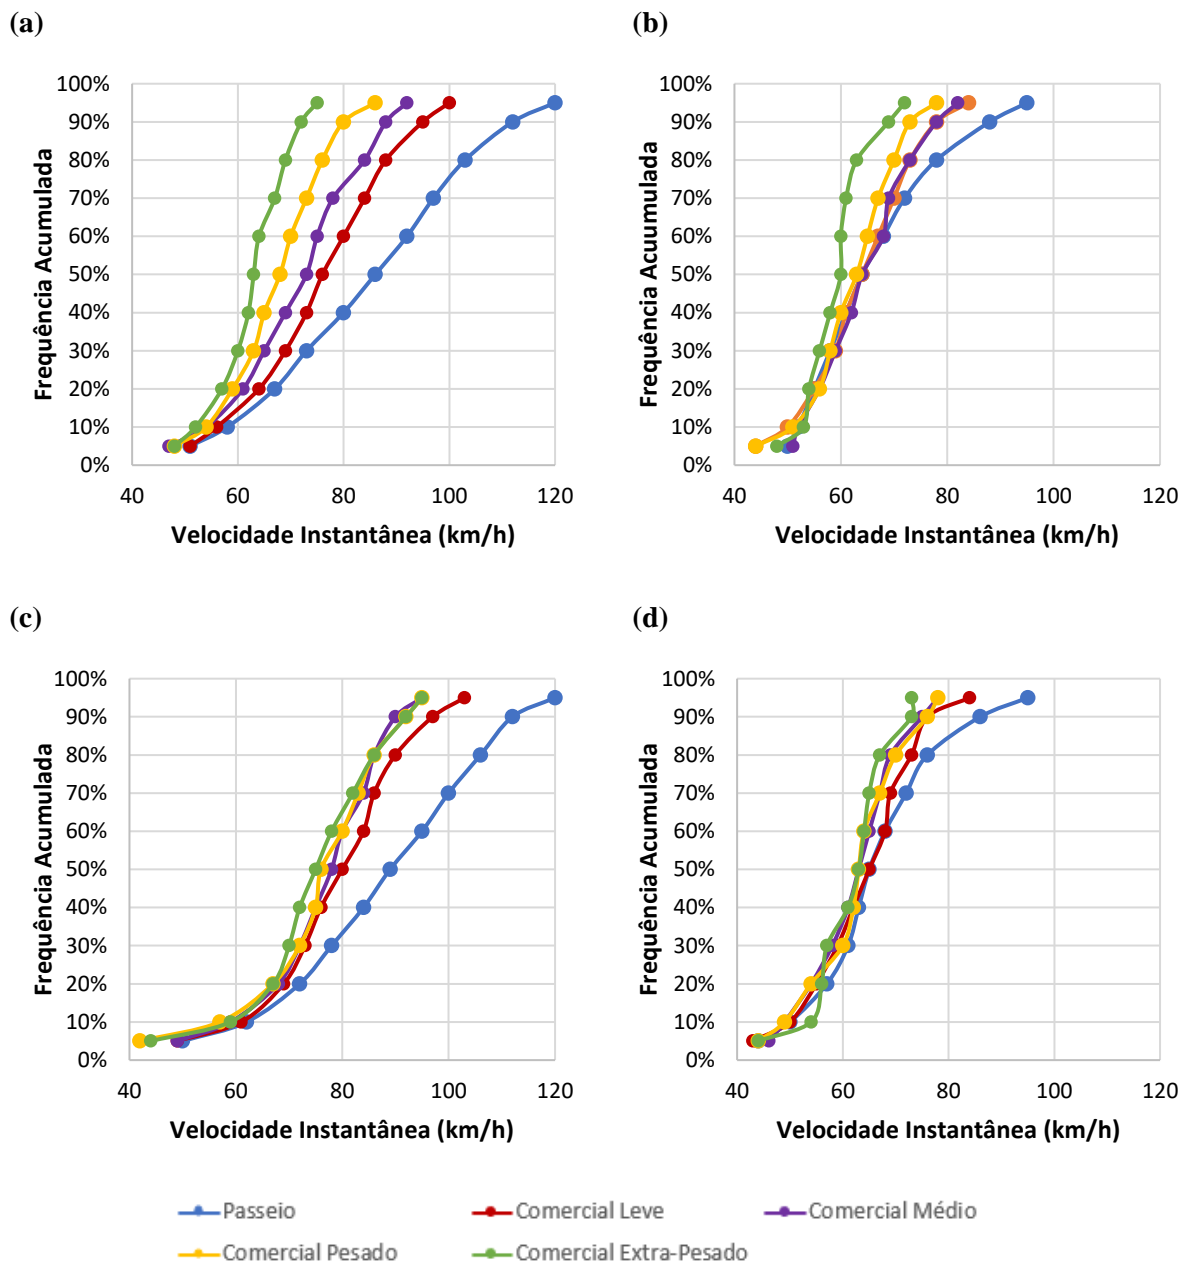 (a)
100%
90%
80%
70%
60%
50%
40%
30%
20%
10%
0%
Frequência Acumulada
40 60 80 100 120
Velocidade Instantânea (km/h)
(b)
100%
90%
80%
70%
60%
50%
40%
30%
20%
10%
0%
Frequência Acuumulada
40 60 80 100 120
Velocidade Instantânea (km/h)
(c)
100%
90%
80%
70%
60%
50%
40%
30%
20%
10%
0%
Frequência Acumulada
40 60 80 100 120
Velocidade Instantânea (km/h)
(d)
100%
90%
80%
70%
60%
50%
40%
30%
20%
10%
0%
Frequência Acumulada
40 60 80 100 120
Velocidade Instantânea (km/h)
Passeio Comercial Leve Comercial Médio
Comercial Pesado Comercial Extra-Pesado